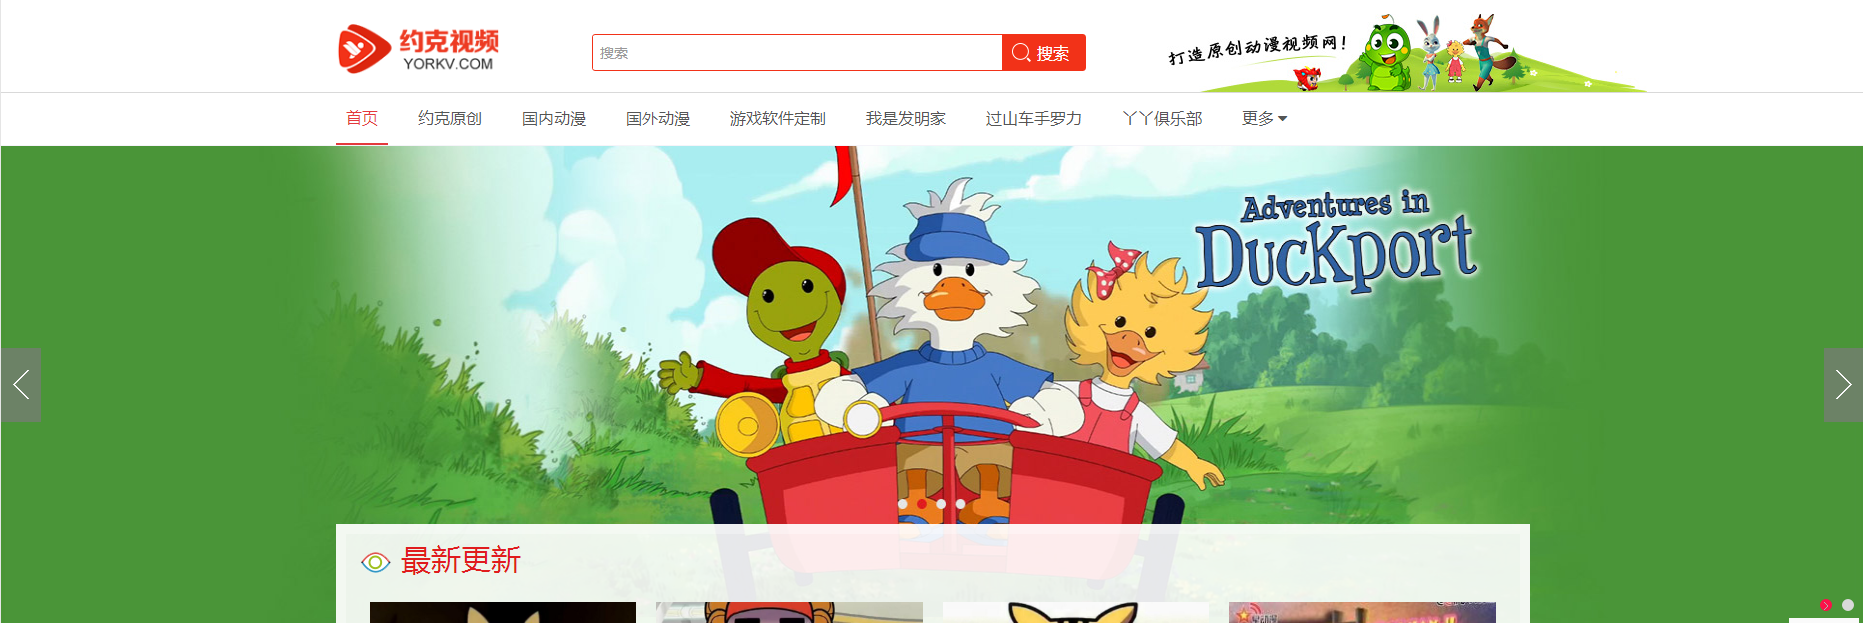 约克视频
YORKV.COM
搜索
搜索
打造原创动漫视频网！
首页 约克原创 国内动漫 国外动漫 游戏软件定制 我是发明家 过山车手罗力 丫丫俱乐部 更多
Adventures in
Duckport
最新更新